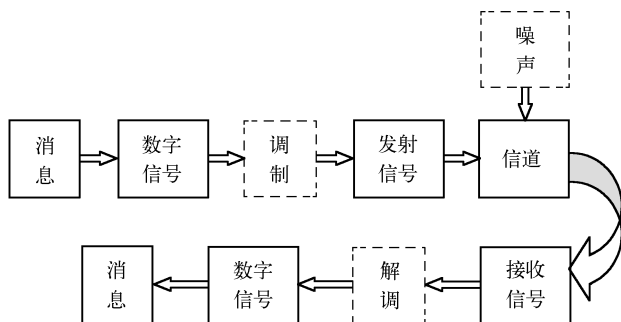 噪
声
消
息
数字
信号
调
制
发射
信号
信道
消
息
数字
信号
解
调
接收
信号